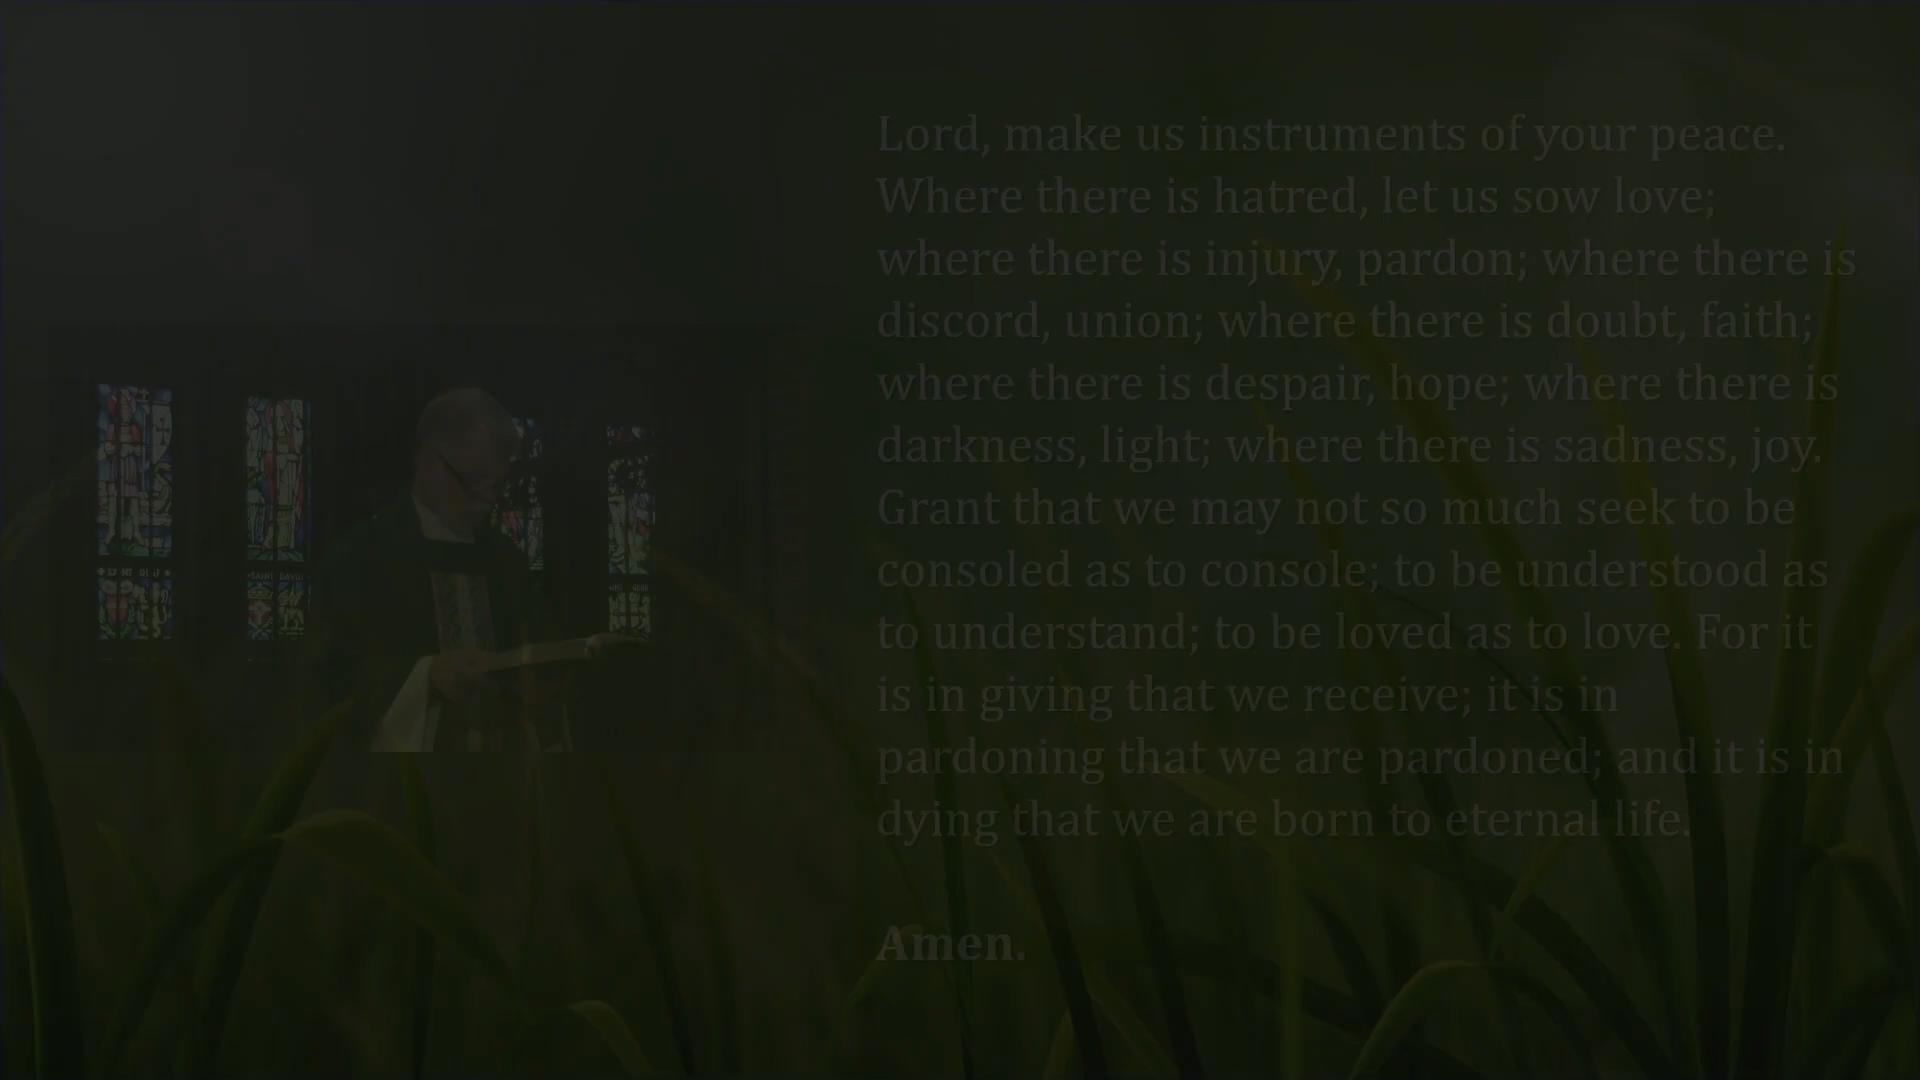 Lord, make us instruments of your peace.
Where there is hatred, let us sow love;
where there is injury, pardon; where there is
discord, union; where there is doubt, faith;
where there is despair, hope; where there is
darkness, light; where there is sadness, joy.
Grant that we may not so much seek to be
consoled as to console; to be understood as
to understand; to be loved as to love. For it
is in giving that we receive; it is in
pardoning that we are pardoned; and it is in
dying that we are born to eternal life.
Amen.
SAINT DAVID